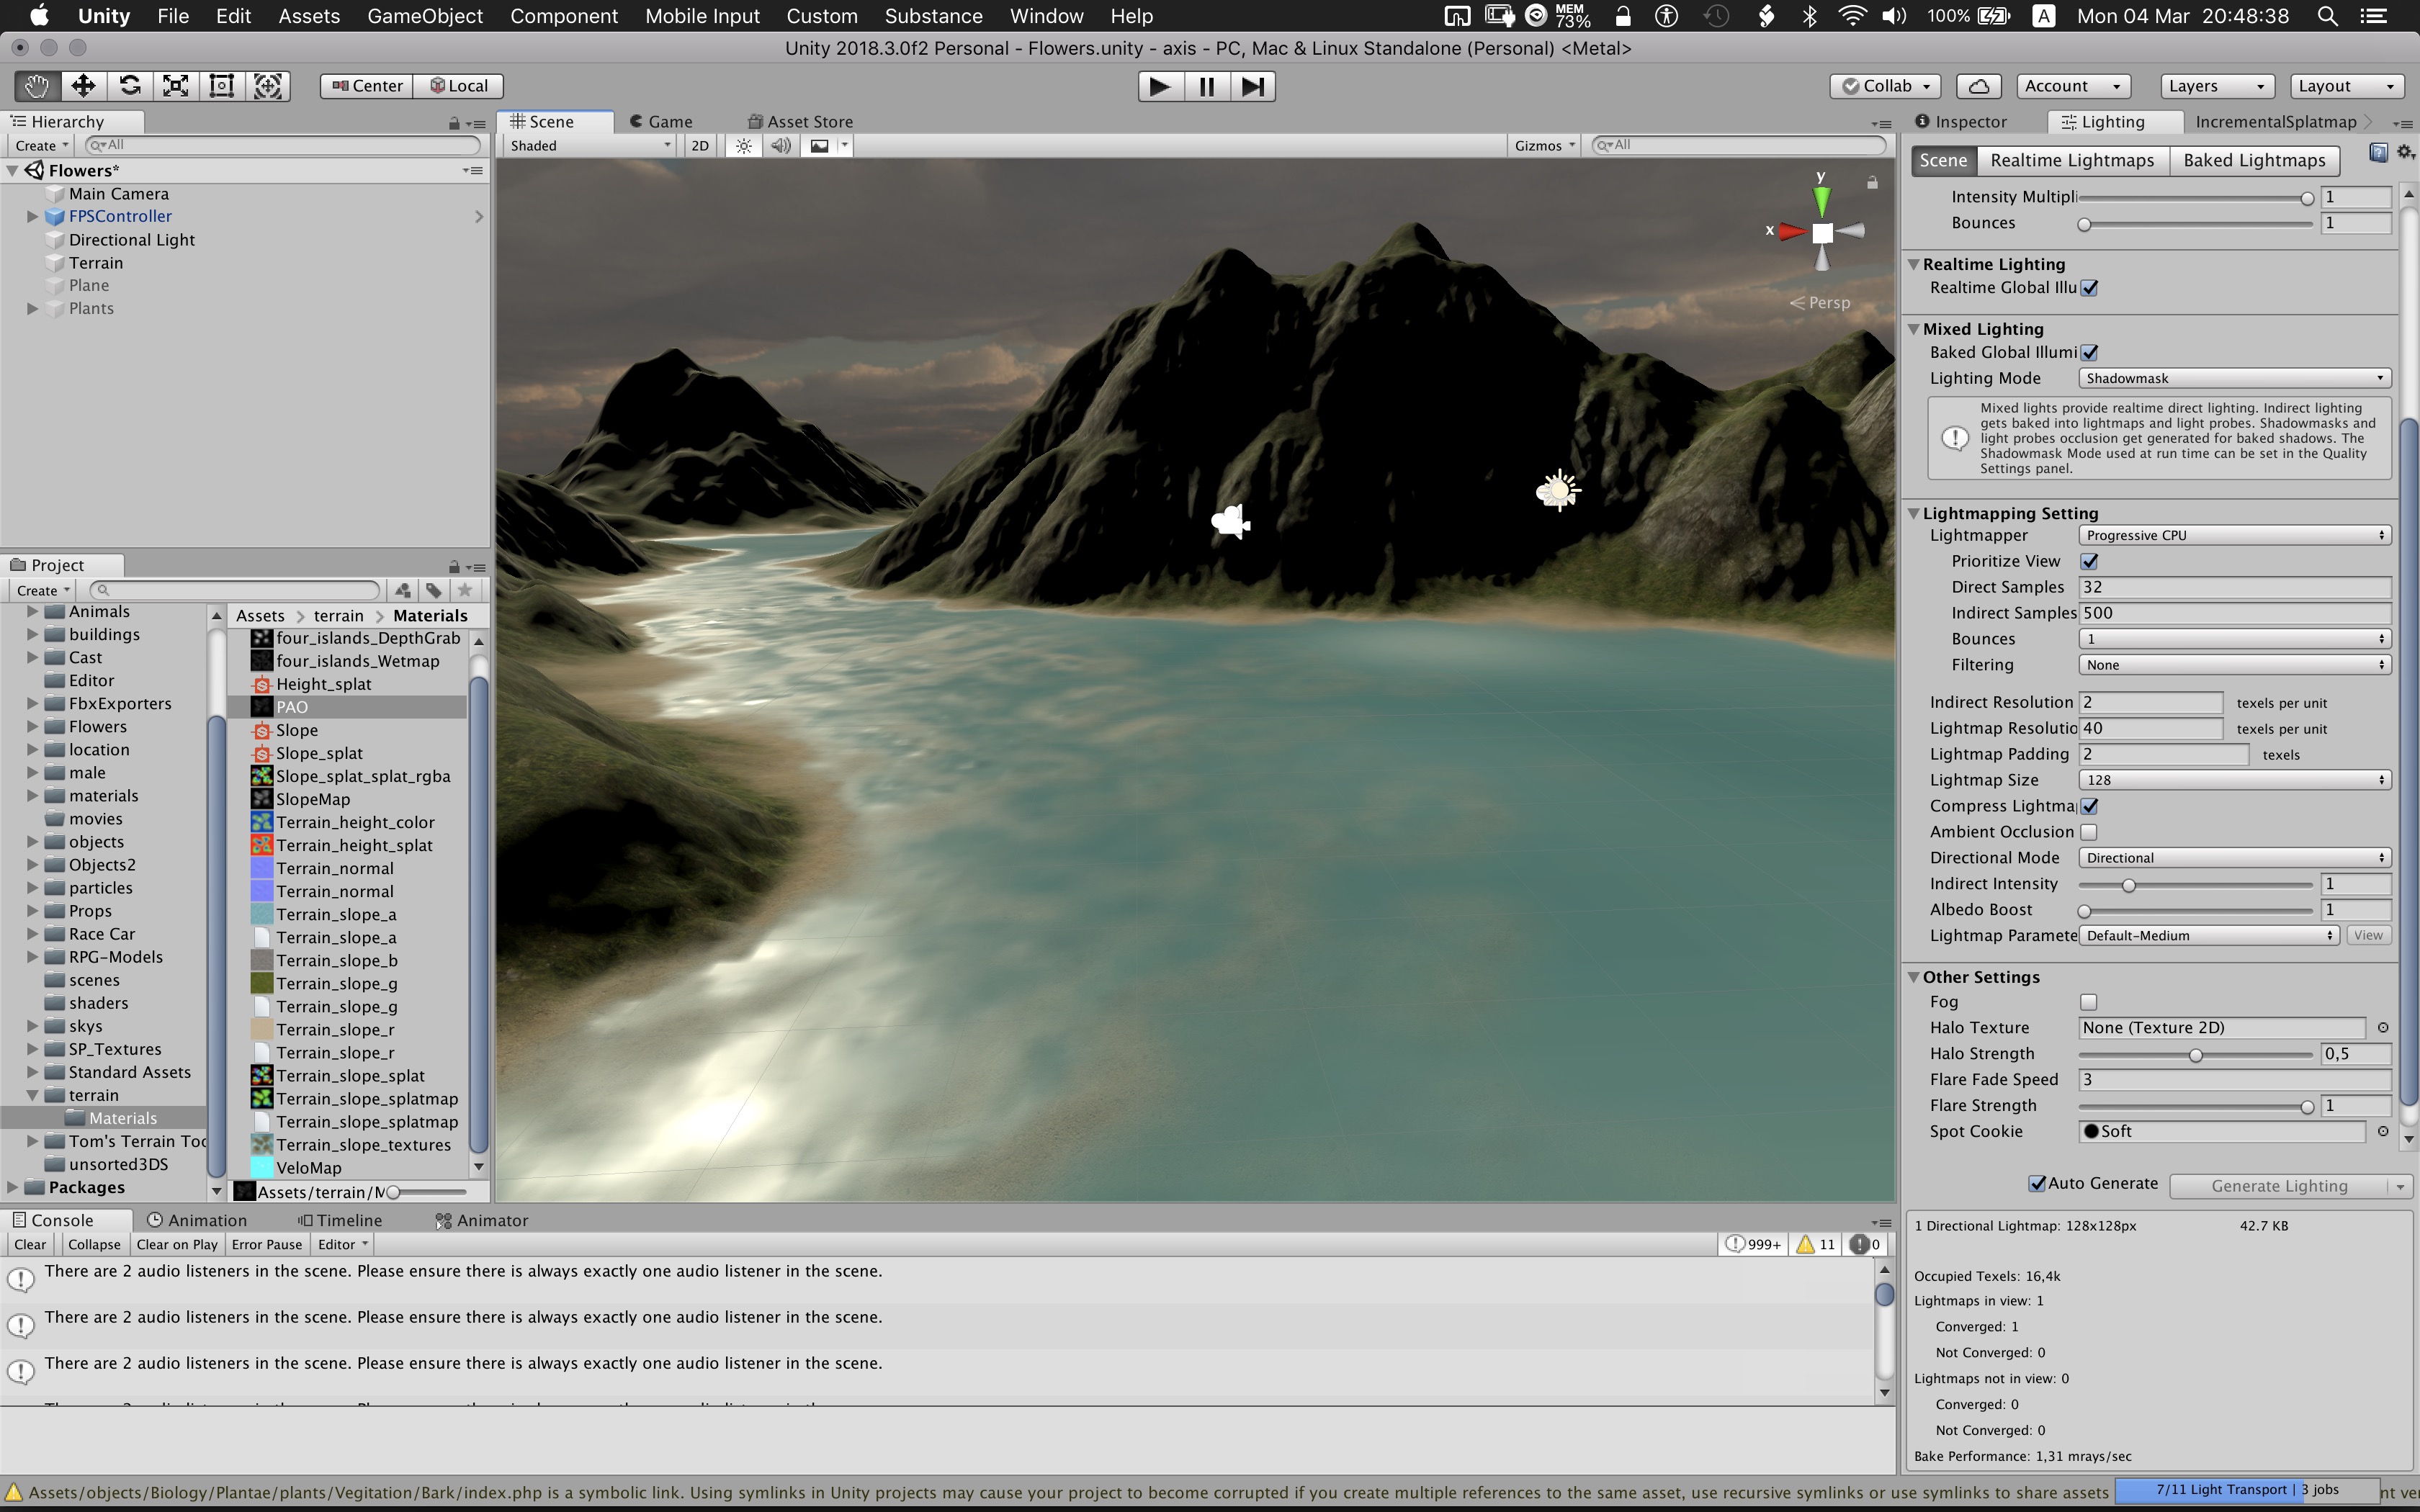 Unity File Edit Assets GameObject Component Mobile Input Custom Substance Window Help MEM 73% 100% A Mon 04 Mar 20:48:38
Unity 2018.3.0f2 Personal - Flowers.unity - axis - PC, Mac & Linux Standalone (Personal) <Metal>
Center Local Collab Account Layers Layout
Hierarchy
Create All
Flowers*
Main Camera
FPSController
Directional Light
Terrain
Plane
Plants
Scene Game Asset Store
Shaded 2D Gizmos All
y
x
Persp
Project
Create
Animals
buildings
Cast
Editor
FbxExporters
Flowers
location
male
materials
movies
objects
Objects2
particles
Props
Race Car
RPG-Models
scenes
shaders
skys
SP_Textures
Standard Assets
terrain
Materials
Tom's Terrain Too
unsorted3DS
Packages
Assets > terrain > Materials
four_islands_DepthGrab
four_islands_Wetmap
Height_splat
PAO
Slope
Slope_splat
Slope_splat_splat_rgba
SlopeMap
Terrain_height_color
Terrain_height_splat
Terrain_normal
Terrain_normal
Terrain_slope_a
Terrain_slope_a
Terrain_slope_b
Terrain_slope_g
Terrain_slope_g
Terrain_slope_r
Terrain_slope_r
Terrain_slope_splat
Terrain_slope_splatmap
Terrain_slope_splatmap
Terrain_slope_textures
VeloMap
Assets/terrain/M
Inspector Lighting IncrementalSplatmap
Scene Realtime Lightmaps Baked Lightmaps
Intensity Multipli 1
Bounces 1
Realtime Lighting
Realtime Global Illu
Mixed Lighting
Baked Global Illumi
Lighting Mode Shadowmask
Mixed lights provide realtime direct lighting. Indirect lighting
gets baked into lightmaps and light probes. Shadowmasks and
light probes occlusion get generated for baked shadows. The
Shadowmask Mode used at run time can be set in the Quality
Settings panel.
Lightmapping Setting
Lightmapper Progressive CPU
Prioritize View
Direct Samples 32
Indirect Samples 500
Bounces 1
Filtering None
Indirect Resolution 2 texels per unit
Lightmap Resolutio 40 texels per unit
Lightmap Padding 2 texels
Lightmap Size 128
Compress Lightma
Ambient Occlusion
Directional Mode Directional
Indirect Intensity 1
Albedo Boost 1
Lightmap Paramete Default-Medium View
Other Settings
Fog
Halo Texture None (Texture 2D)
Halo Strength 0,5
Flare Fade Speed 3
Flare Strength 1
Spot Cookie Soft
Auto Generate Generate Lighting
1 Directional Lightmap: 128x128px 42.7 KB
Occupied Texels: 16,4k
Lightmaps in view: 1
Converged: 1
Not Converged: 0
Lightmaps not in view: 0
Converged: 0
Not Converged: 0
Bake Performance: 1,31 mrays/sec
Console Animation Timeline Animator
Clear Collapse Clear on Play Error Pause Editor 999+ 11 0
There are 2 audio listeners in the scene. Please ensure there is always exactly one audio listener in the scene.
There are 2 audio listeners in the scene. Please ensure there is always exactly one audio listener in the scene.
There are 2 audio listeners in the scene. Please ensure there is always exactly one audio listener in the scene.
Assets/objects/Biology/Plantae/plants/Vegitation/Bark/index.php is a symbolic link. Using symlinks in Unity projects may cause your project to become corrupted if you create multiple references to the same asset, use recursive symlinks or use symlinks to share assets 7/11 Light Transport | 3 jobs